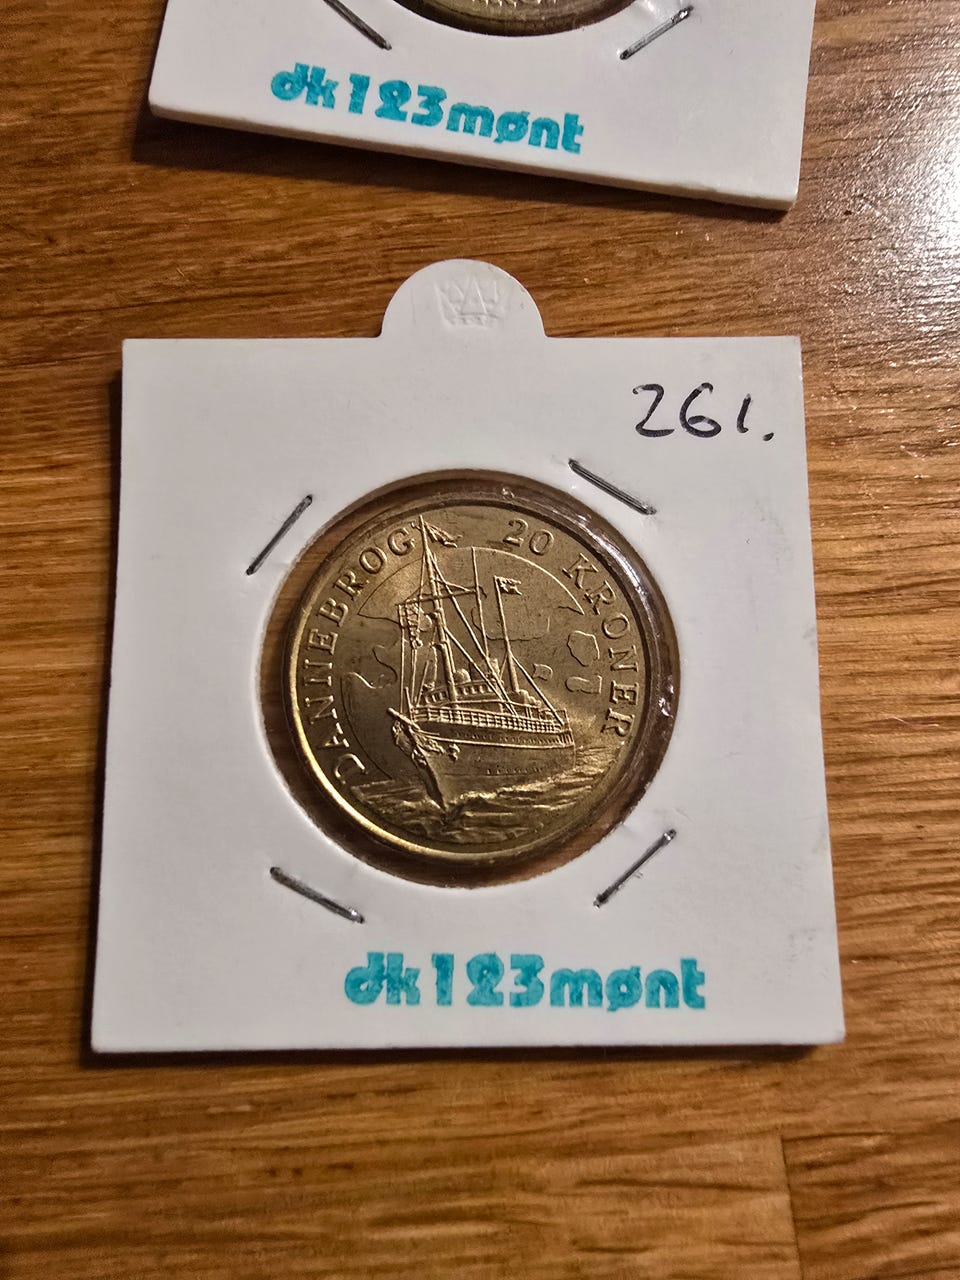 dk123mønt
261.
DANNEBROG 20 KRONER
dk123mønt